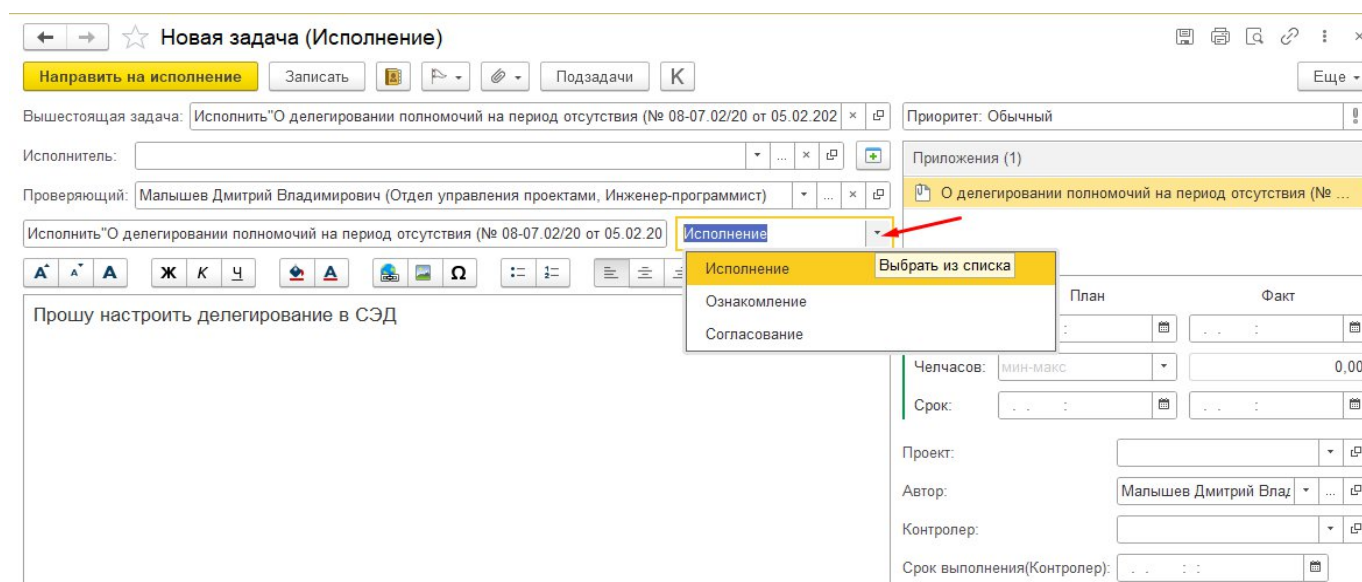 Новая задача (Исполнение)
Направить на исполнение Записать Подзадачи К Еще
Вышестоящая задача: Исполнить"О делегировании полномочий на период отсутствия (№ 08-07.02/20 от 05.02.202 Приоритет: Обычный
Исполнитель: Приложения (1)
Проверяющий: Малышев Дмитрий Владимирович (Отдел управления проектами, Инженер-программист) О делегировании полномочий на период отсутствия (№ ...
Исполнить"О делегировании полномочий на период отсутствия (№ 08-07.02/20 от 05.02.20 Исполнение
А А А Ж К Ч А Ω Исполнение Выбрать из списка
Ознакомление План Факт
Прошу настроить делегирование в СЭД
Согласование
Челчасов: мин-макс 0,00
Срок:
Проект:
Автор: Малышев Дмитрий Влад
Контролер:
Срок выполнения(Контролер):